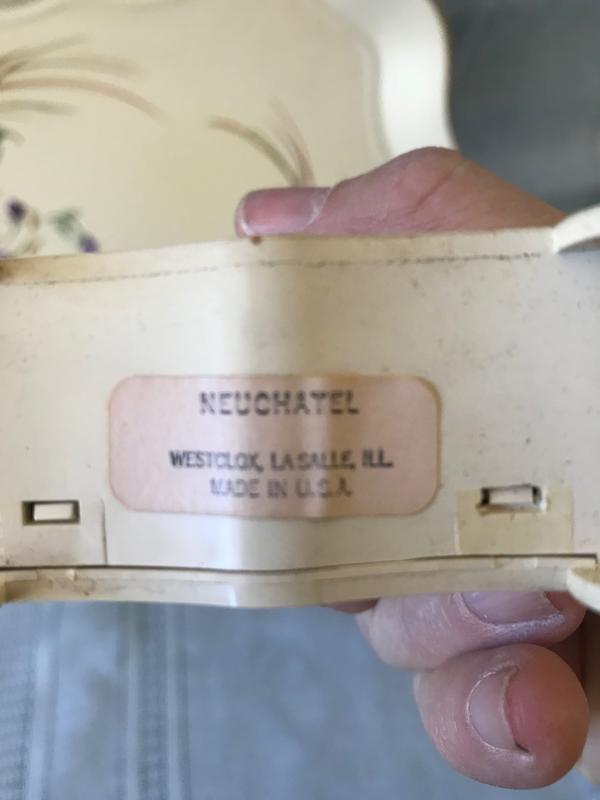 NEUCHATEL
WESTCLOX, LA SALLE, ILL.
MADE IN U.S.A.